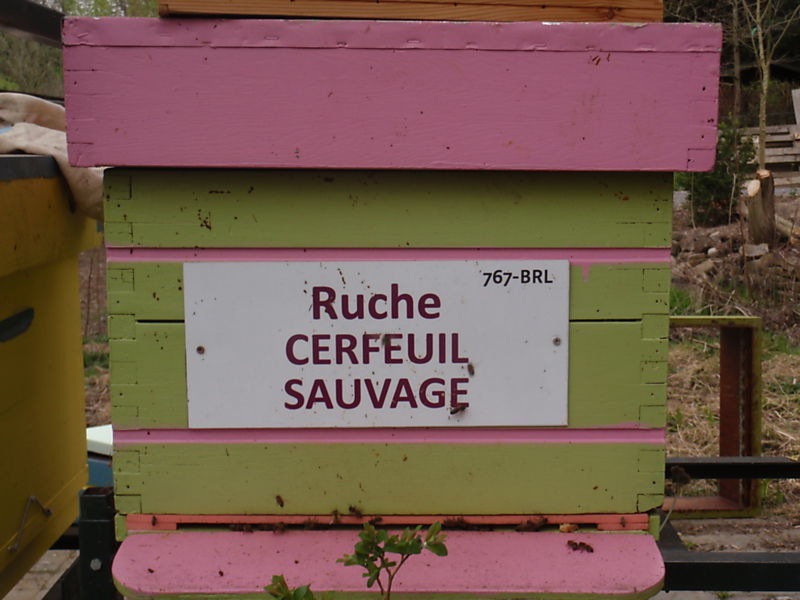 767-BRL
Ruche
CERFEUIL
SAUVAGE